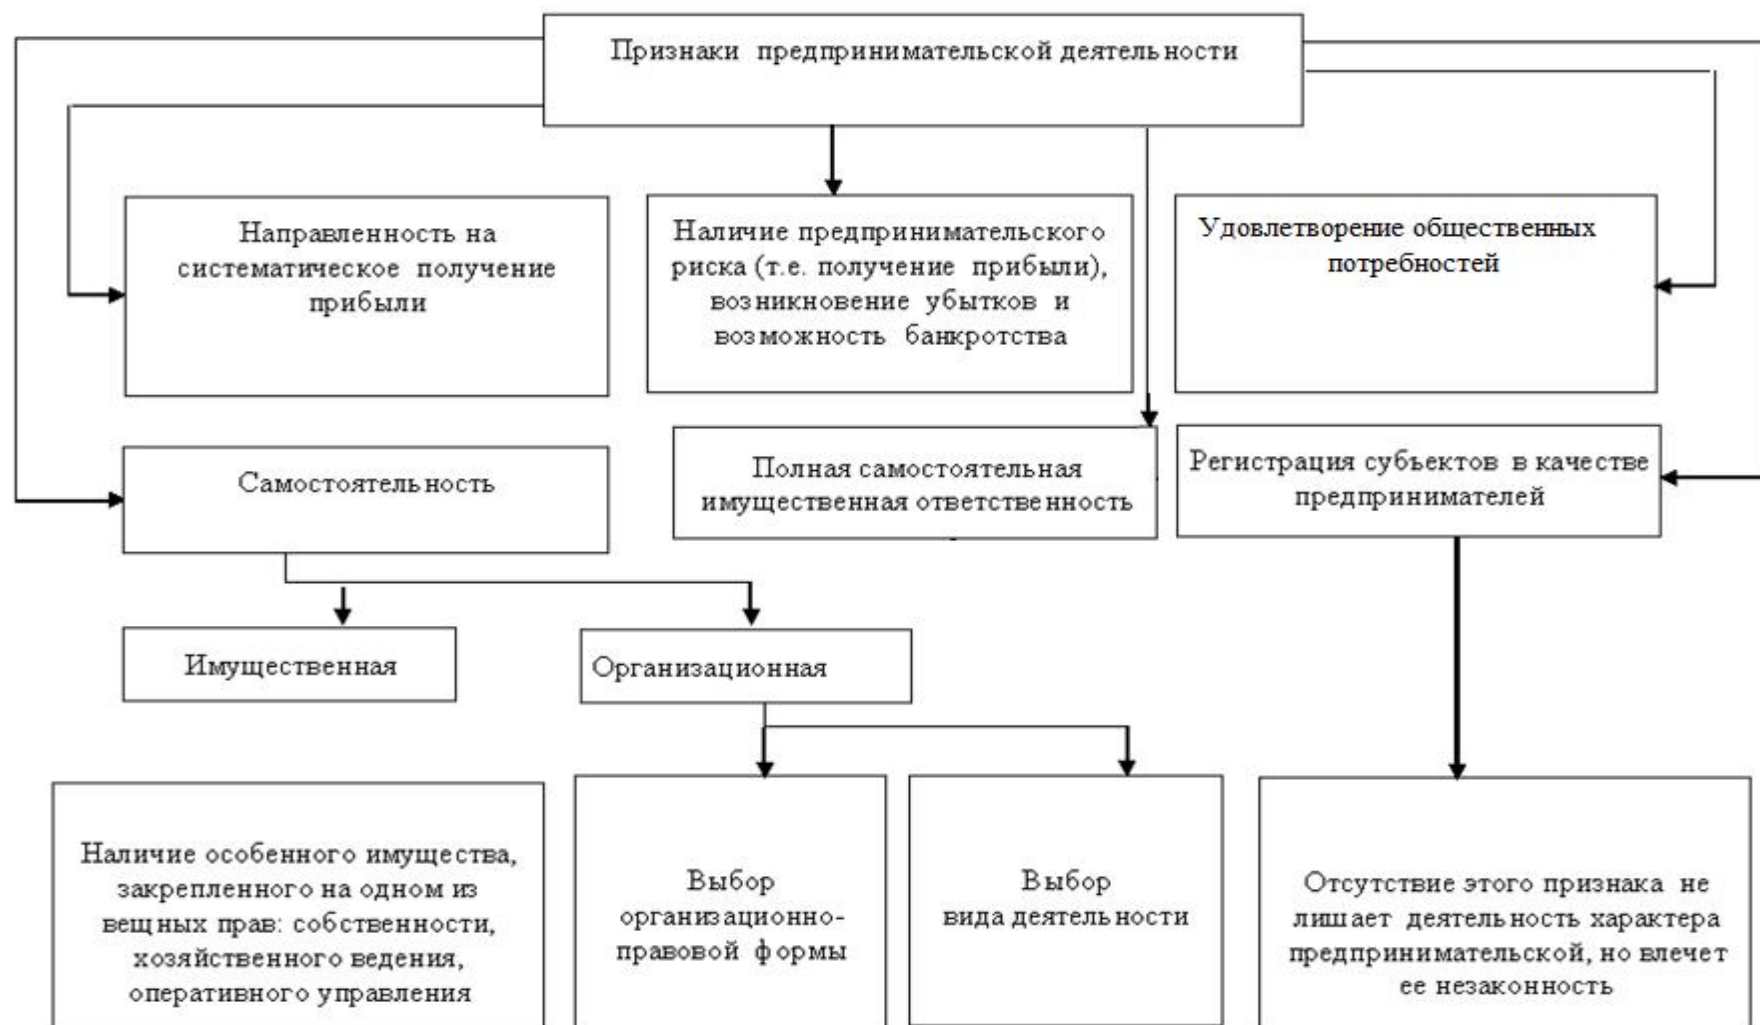 Признаки предпринимательской деятельности
Направленность на
систематическое получение
прибыли
Наличие предпринимательского
риска (т.е. получение прибыли),
возникновение убытков и
возможность банкротства
Удовлетворение общественных
потребностей
Самостоятельность
Полная самостоятельная
имущественная ответственность
Регистрация субъектов в качестве
предпринимателей
Имущественная
Организационная
Наличие особенного имущества,
закрепленного на одном из
вещных прав: собственности,
хозяйственного ведения,
оперативного управления
Выбор
организационно-
правовой формы
Выбор
вида деятельности
Отсутствие этого признака не
лишает деятельность характера
предпринимательской, но влечет
ее незаконность